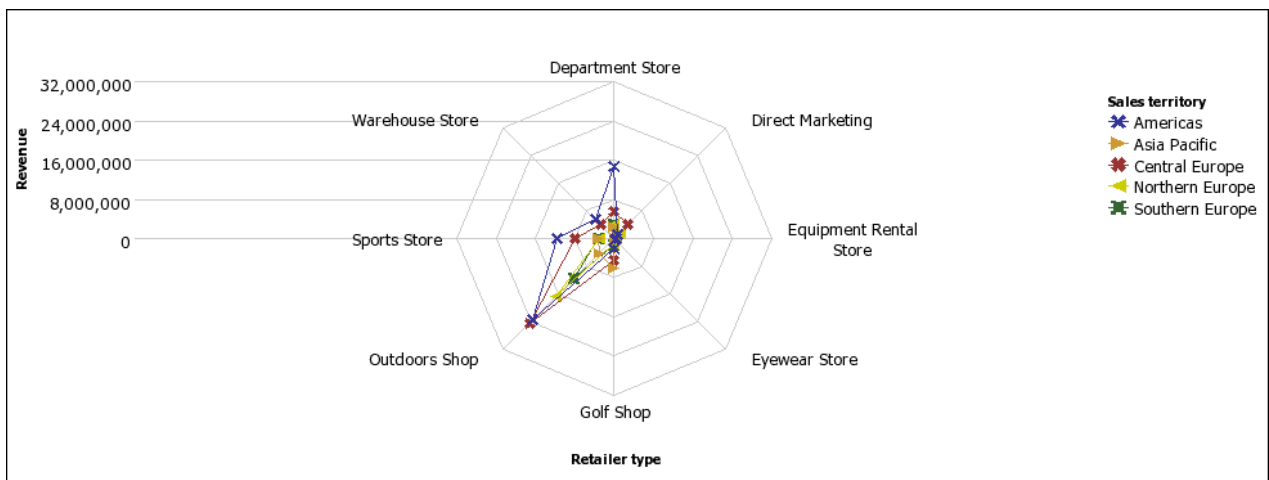 Department Store
32,000,000
24,000,000
16,000,000
8,000,000
0
Revenue
Warehouse Store
Direct Marketing
Sports Store
Equipment Rental
Store
Outdoors Shop
Eyewear Store
Golf Shop
Retailer type
Sales territory
Americas
Asia Pacific
Central Europe
Northern Europe
Southern Europe